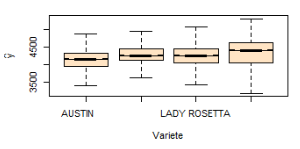 4500
3500
ŷ
AUSTIN
LADY ROSETTA
Variete